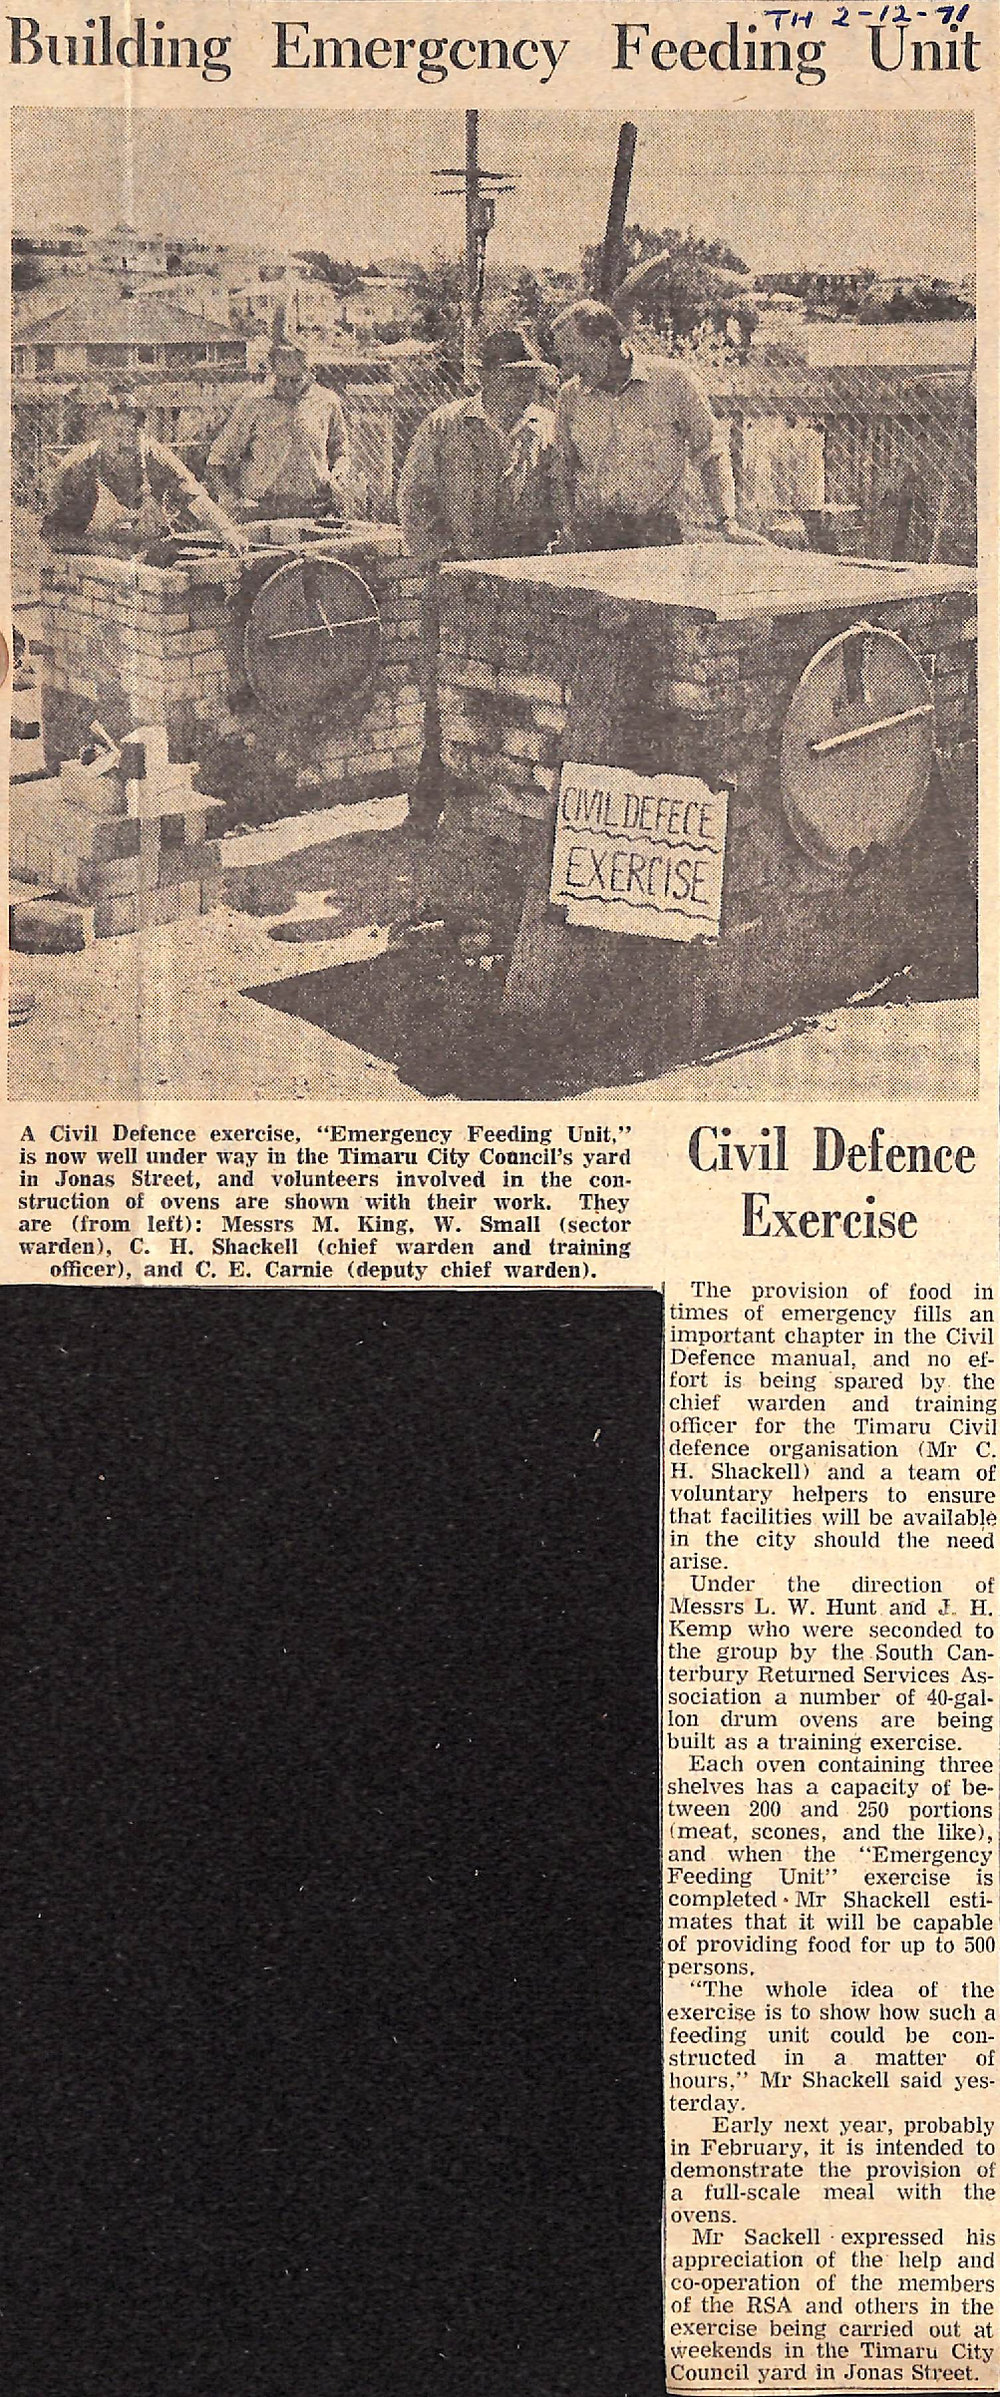 TH 2-12-71
Building Emergency Feeding Unit
CIVIL DEFECE
EXERCISE
A Civil Defence exercise, “Emergency Feeding Unit,”
is now well under way in the Timaru City Council’s yard
in Jonas Street, and volunteers involved in the con-
struction of ovens are shown with their work. They
are (from left): Messrs M. King, W. Small (sector
warden), C. H. Shackell (chief warden and training
officer), and C. E. Carnie (deputy chief warden).
Civil Defence
Exercise
The provision of food in
times of emergency fills an
important chapter in the Civil
Defence manual, and no ef-
fort is being spared by the
chief warden and training
officer for the Timaru Civil
defence organisation (Mr C.
H. Shackell) and a team of
voluntary helpers to ensure
that facilities will be available
in the city should the need
arise.
Under the direction of
Messrs L. W. Hunt and J. H.
Kemp who were seconded to
the group by the South Can-
terbury Returned Services As-
sociation a number of 40-gal-
lon drum ovens are being
built as a training exercise.
Each oven containing three
shelves has a capacity of be-
tween 200 and 250 portions
(meat, scones, and the like),
and when the “Emergency
Feeding Unit” exercise is
completed Mr Shackell esti-
mates that it will be capable
of providing food for up to 500
persons.
“The whole idea of the
exercise is to show how such a
feeding unit could be con-
structed in a matter of
hours,” Mr Shackell said yes-
terday.
Early next year, probably
in February, it is intended to
demonstrate the provision of
a full-scale meal with the
ovens.
Mr Sackell expressed his
appreciation of the help and
co-operation of the members
of the RSA and others in the
exercise being carried out at
weekends in the Timaru City
Council yard in Jonas Street.